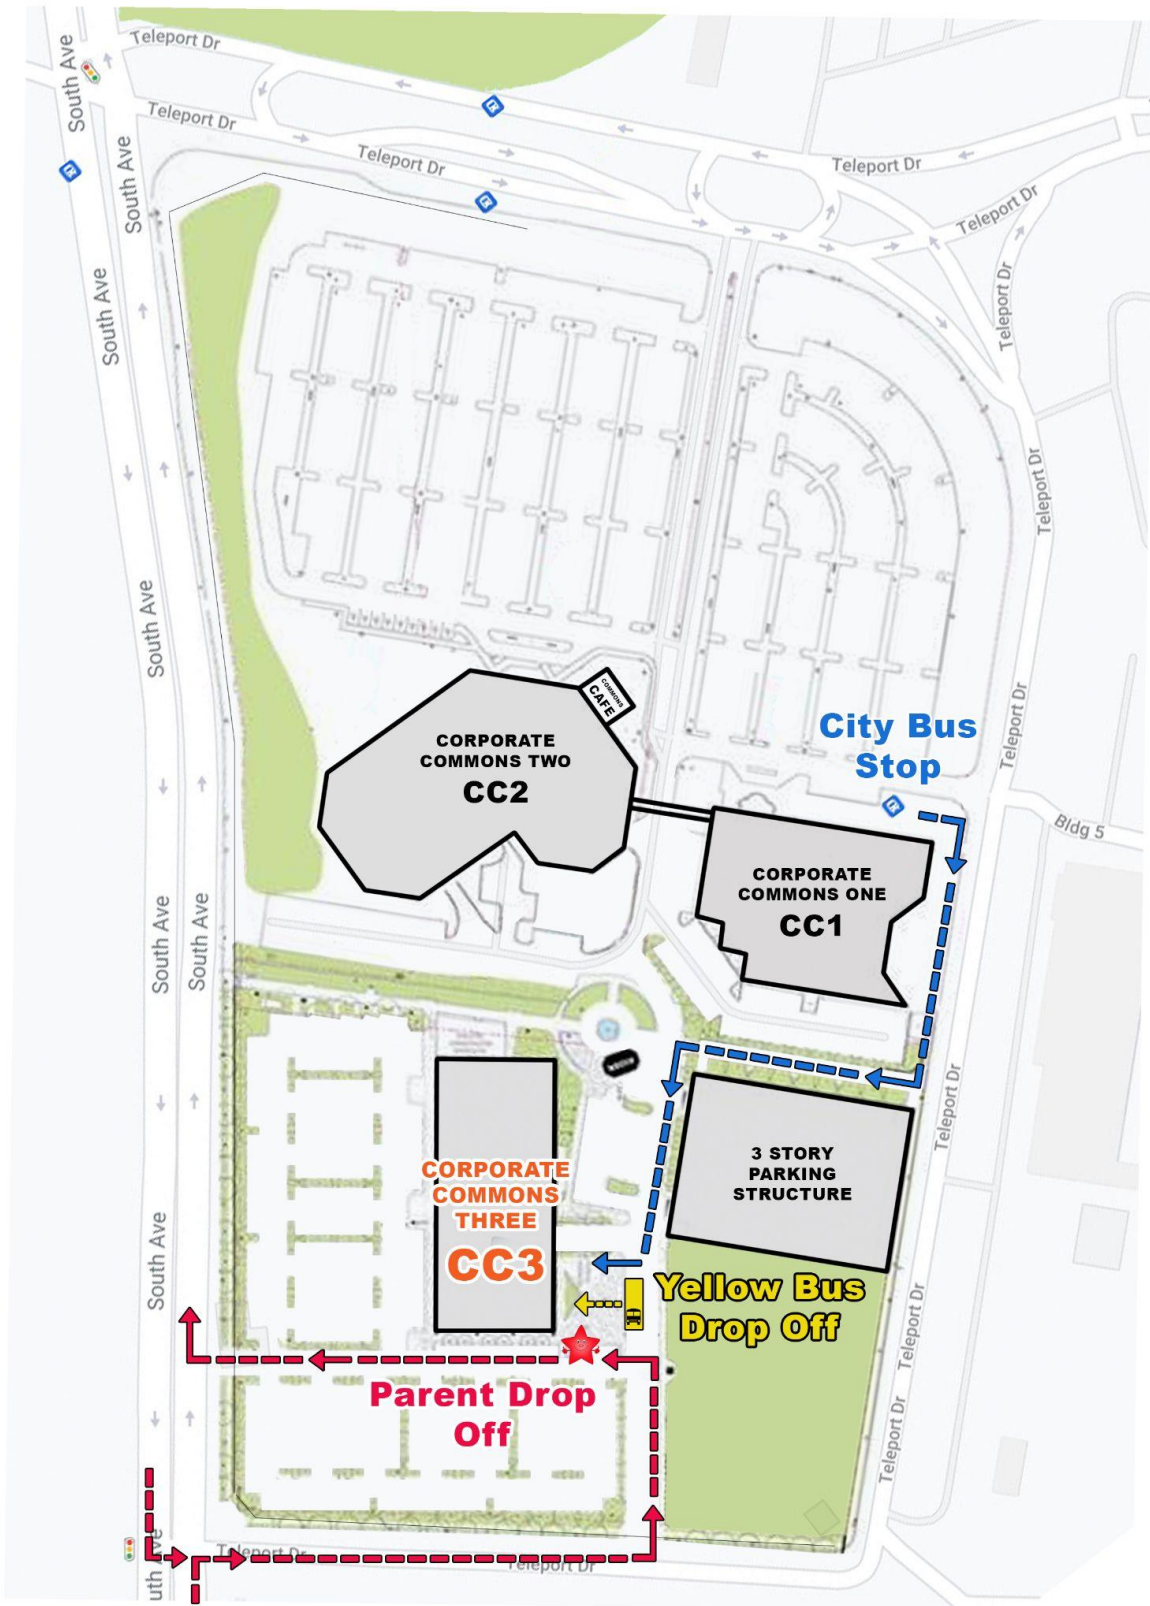 Teleport Dr
South Ave
Teleport Dr
South Ave
Teleport Dr
Teleport Dr
Teleport Dr
South Ave
Teleport Dr
Teleport Dr
South Ave
Teleport Dr
COMMONS
CAFE
City Bus
Stop
CORPORATE
COMMONS TWO
CC2
Bldg 5
CORPORATE
COMMONS ONE
CC1
South Ave
South Ave
Teleport Dr
3 STORY
PARKING
STRUCTURE
CORPORATE
COMMONS
THREE
CC3
South Ave
Yellow Bus
Drop Off
Teleport Dr
Parent Drop
Off
Teleport Dr
Teleport Dr
Teleport Dr
uth Ave